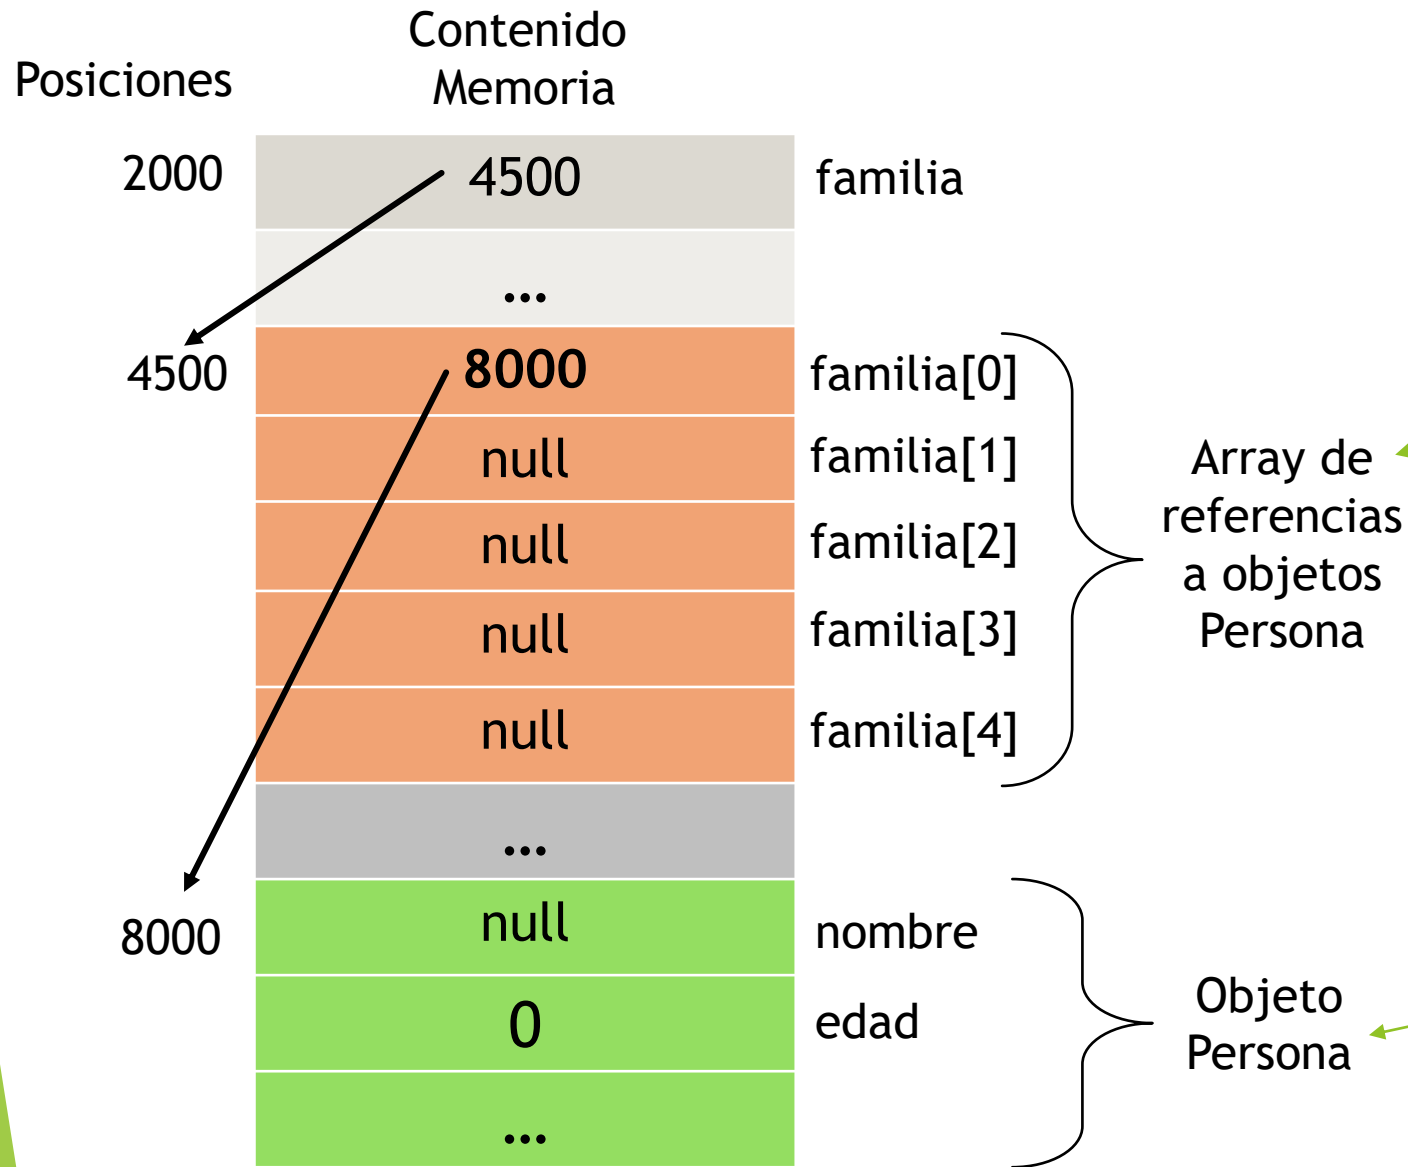 Contenido
Memoria
Posiciones
2000 4500 familia
...
4500 8000 familia[0]
null familia[1]
null familia[2]
null familia[3]
null familia[4]
Array de
referencias
a objetos
Persona
...
8000 null nombre
0 edad
...
Objeto
Persona